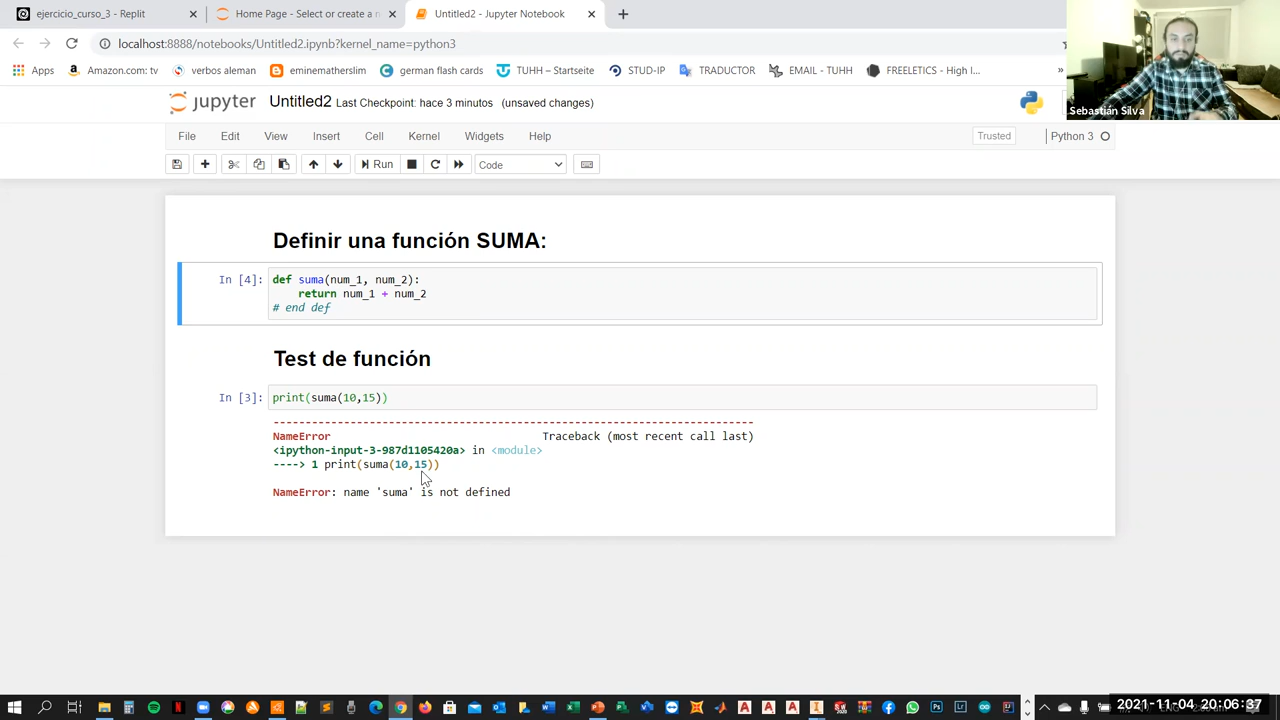 ejercicio_curso_3 - Replit
Home Page - Select or create a n
Untitled2 - Jupyter Notebook
localhost:8888/notebooks/Untitled2.ipynb?kernel_name=python3
Apps
Amazon.com: tv
verbos aleman
eminematherslim
german flash cards
TUHH – Startseite
STUD-IP
TRADUCTOR
EMAIL - TUHH
FREELETICS - High I...
»
Sebastián Silva
jupyter Untitled2 Last Checkpoint: hace 3 minutos (unsaved changes)
File Edit View Insert Cell Kernel Widgets Help
Trusted
Python 3
Run
Code
Definir una función SUMA:
In [4]:
def suma(num_1, num_2):
return num_1 + num_2
# end def
Test de función
In [3]:
print(suma(10,15))
---------------------------------------------------------------------------
NameError Traceback (most recent call last)
<ipython-input-3-987d1105420a> in <module>
----> 1 print(suma(10,15))
NameError: name 'suma' is not defined
2021-11-04 20:06:37